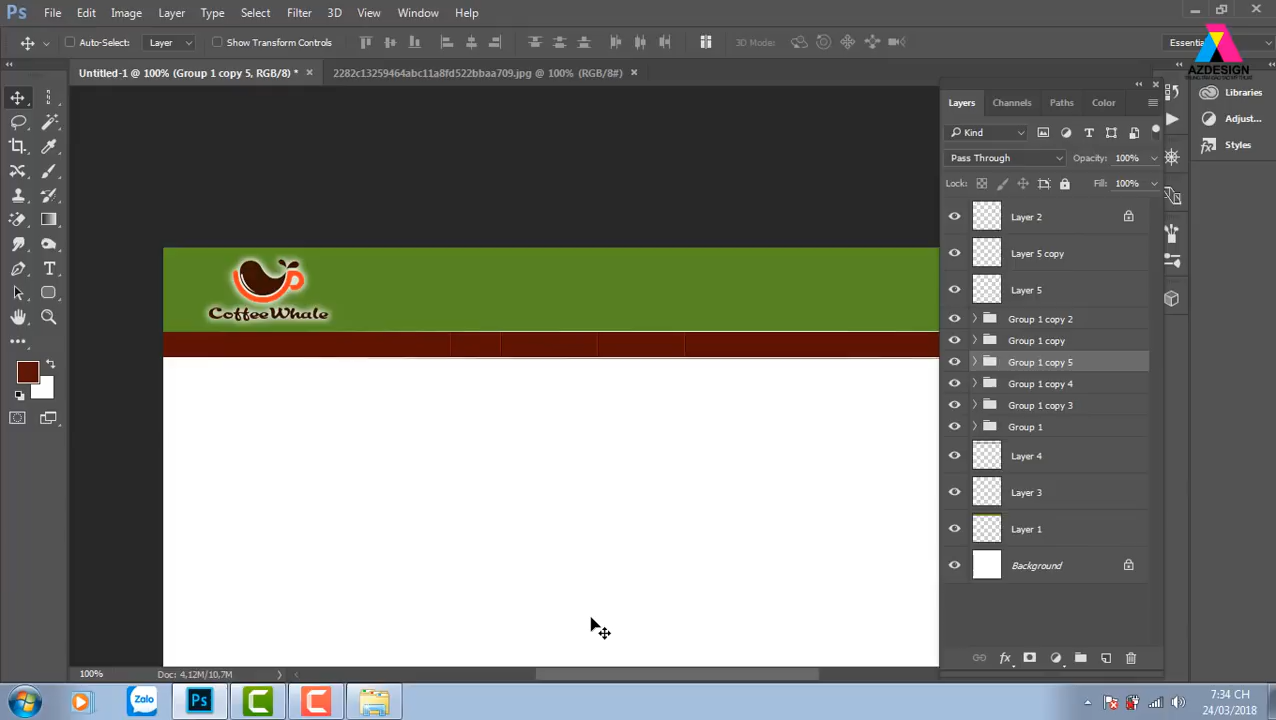 Ps File Edit Image Layer Type Select Filter 3D View Window Help
Auto-Select: Layer Show Transform Controls 3D Mode: Essentia
AZDESIGN
Untitled-1 @ 100% (Group 1 copy 5, RGB/8) * × 2282c13259464abc11a8fd522bbaa709.jpg @ 100% (RGB/8#) ×
Layers Channels Paths Color
Libraries
Kind
Adjust...
Styles
Pass Through Opacity: 100%
Lock: Fill: 100%
Layer 2
Layer 5 copy
Layer 5
Group 1 copy 2
Group 1 copy
Group 1 copy 5
Group 1 copy 4
Group 1 copy 3
Group 1
Layer 4
Layer 3
Layer 1
Background
CoffeeWhale
100% Doc: 4,12M/10,7M
Zalo Ps
7:34 CH
24/03/2018